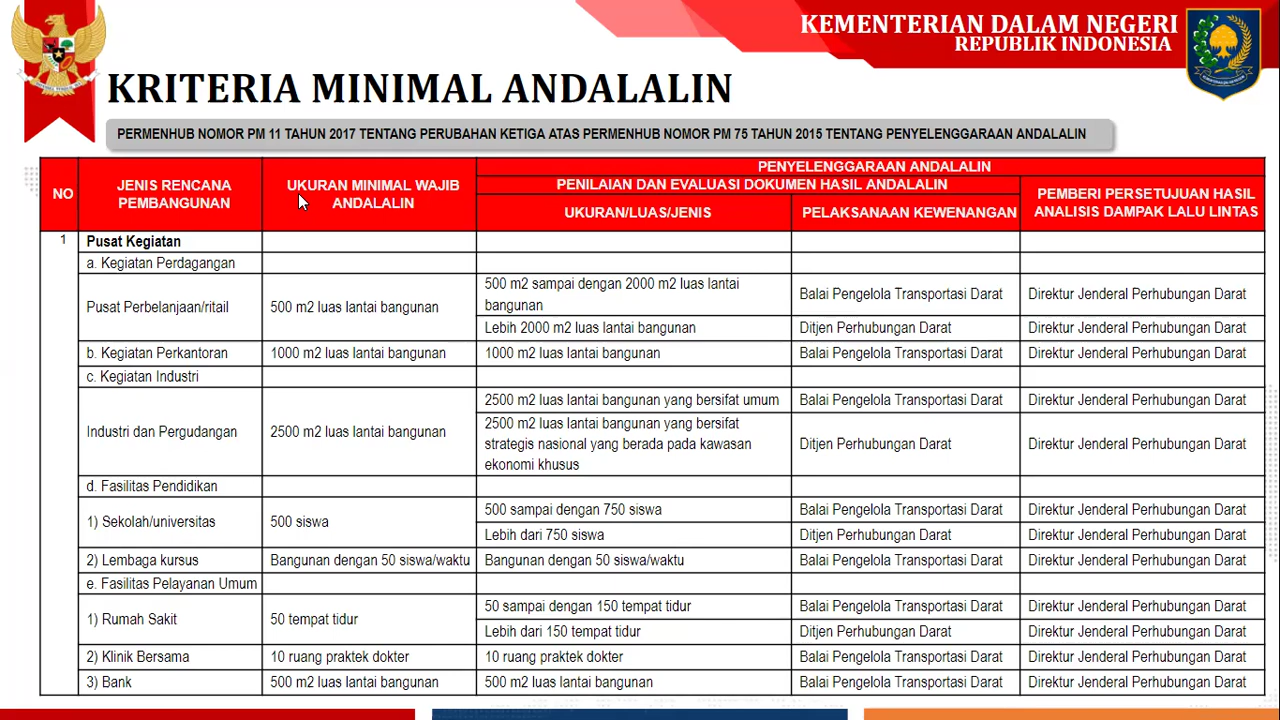 KEMENTERIAN DALAM NEGERI
REPUBLIK INDONESIA
KRITERIA MINIMAL ANDALALIN
PERMENHUB NOMOR PM 11 TAHUN 2017 TENTANG PERUBAHAN KETIGA ATAS PERMENHUB NOMOR PM 75 TAHUN 2015 TENTANG PENYELENGGARAAN ANDALALIN
NO
JENIS RENCANA
PEMBANGUNAN
UKURAN MINIMAL WAJIB
ANDALALIN
PENYELENGGARAAN ANDALALIN
PENILAIAN DAN EVALUASI DOKUMEN HASIL ANDALALIN
UKURAN/LUAS/JENIS
PELAKSANAAN KEWENANGAN
PEMBERI PERSETUJUAN HASIL
ANALISIS DAMPAK LALU LINTAS
1
Pusat Kegiatan
a. Kegiatan Perdagangan
Pusat Perbelanjaan/ritail
500 m2 luas lantai bangunan
500 m2 sampai dengan 2000 m2 luas lantai
bangunan
Balai Pengelola Transportasi Darat
Direktur Jenderal Perhubungan Darat
Lebih 2000 m2 luas lantai bangunan
Ditjen Perhubungan Darat
Direktur Jenderal Perhubungan Darat
b. Kegiatan Perkantoran
1000 m2 luas lantai bangunan
1000 m2 luas lantai bangunan
Balai Pengelola Transportasi Darat
Direktur Jenderal Perhubungan Darat
c. Kegiatan Industri
Industri dan Pergudangan
2500 m2 luas lantai bangunan
2500 m2 luas lantai bangunan yang bersifat umum
Balai Pengelola Transportasi Darat
Direktur Jenderal Perhubungan Darat
2500 m2 luas lantai bangunan yang bersifat
strategis nasional yang berada pada kawasan
ekonomi khusus
Ditjen Perhubungan Darat
Direktur Jenderal Perhubungan Darat
d. Fasilitas Pendidikan
1) Sekolah/universitas
500 siswa
500 sampai dengan 750 siswa
Balai Pengelola Transportasi Darat
Direktur Jenderal Perhubungan Darat
Lebih dari 750 siswa
Ditjen Perhubungan Darat
Direktur Jenderal Perhubungan Darat
2) Lembaga kursus
Bangunan dengan 50 siswa/waktu
Bangunan dengan 50 siswa/waktu
Balai Pengelola Transportasi Darat
Direktur Jenderal Perhubungan Darat
e. Fasilitas Pelayanan Umum
1) Rumah Sakit
50 tempat tidur
50 sampai dengan 150 tempat tidur
Balai Pengelola Transportasi Darat
Direktur Jenderal Perhubungan Darat
Lebih dari 150 tempat tidur
Ditjen Perhubungan Darat
Direktur Jenderal Perhubungan Darat
2) Klinik Bersama
10 ruang praktek dokter
10 ruang praktek dokter
Balai Pengelola Transportasi Darat
Direktur Jenderal Perhubungan Darat
3) Bank
500 m2 luas lantai bangunan
500 m2 luas lantai bangunan
Balai Pengelola Transportasi Darat
Direktur Jenderal Perhubungan Darat